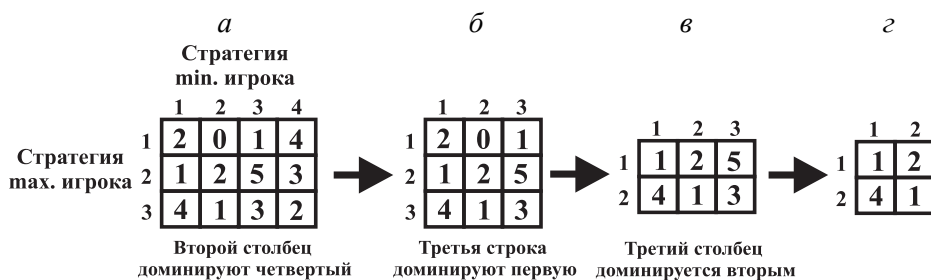 а б в г
Стратегия
min. игрока
1 2 3 4
1 2 0 1 4
2 1 2 5 3
3 4 1 3 2
Стратегия
max. игрока
Второй столбец
доминируют четвертый
1 2 3
1 2 0 1
2 1 2 5
3 4 1 3
Третья строка
доминируют первую
1 2 3
1 1 2 5
2 4 1 3
Третий столбец
доминируется вторым
1 2
1 1 2
2 4 1